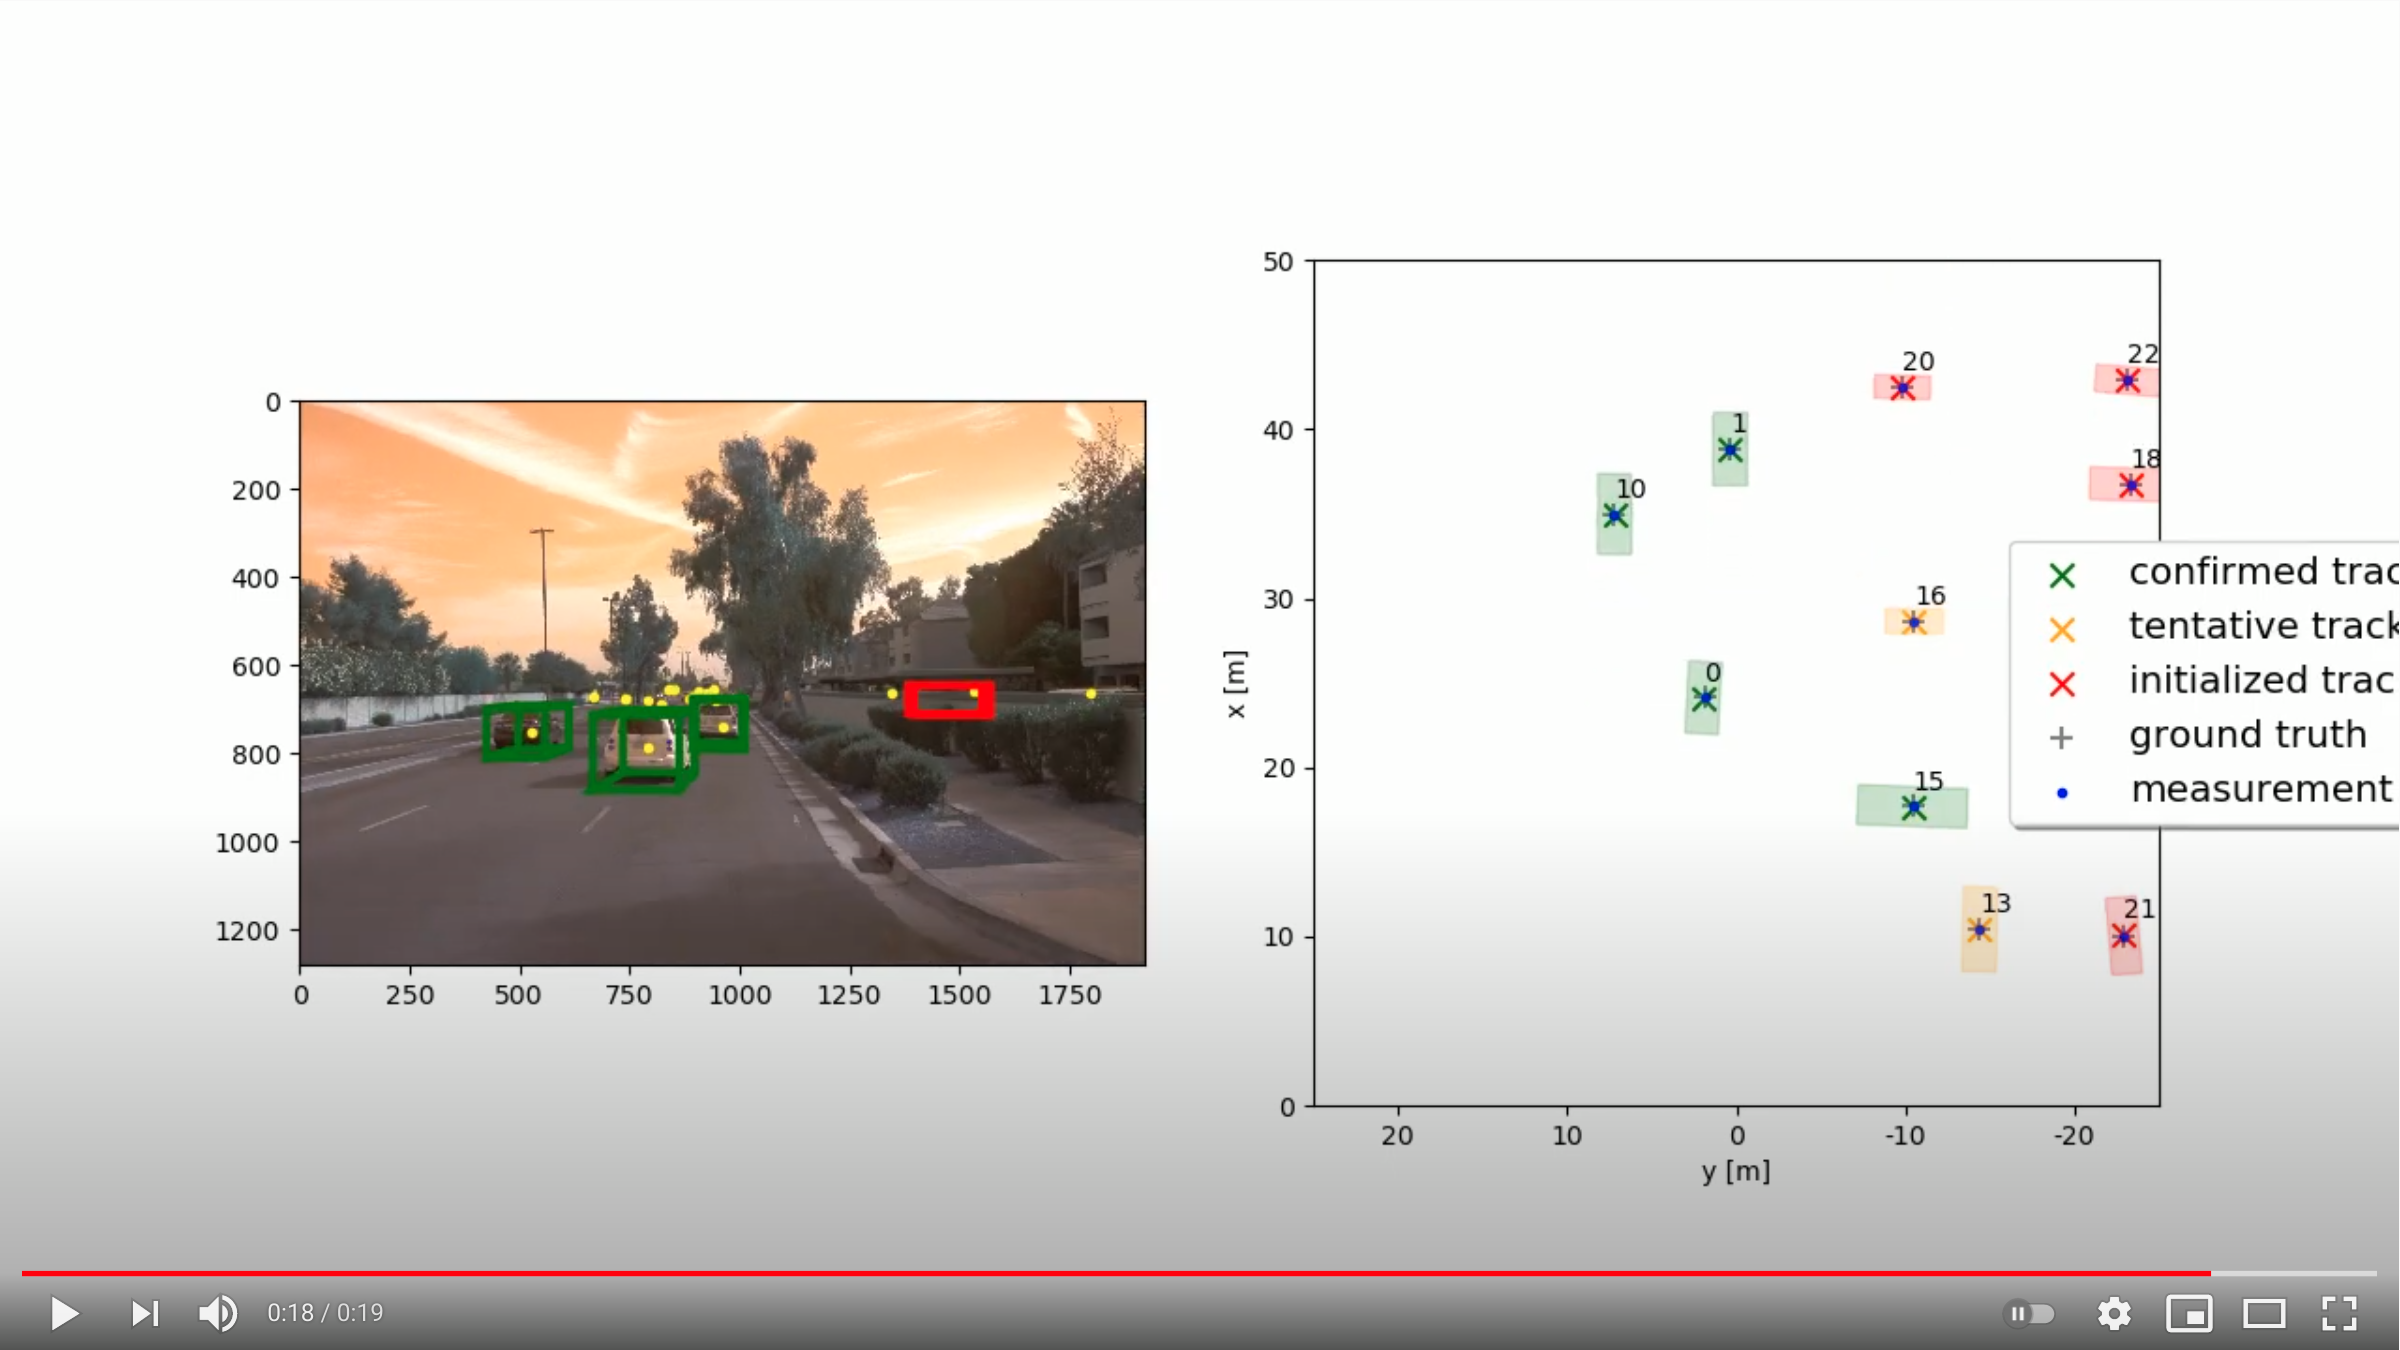 0
200
400
600
800
1000
1200
0 250 500 750 1000 1250 1500 1750
50
40
30
20
10
0
x [m]
20 10 0 -10 -20
y [m]
20
22
1
18
10
16
0
15
13
21
confirmed trac
tentative track
initialized trac
ground truth
measurement
0:18 / 0:19